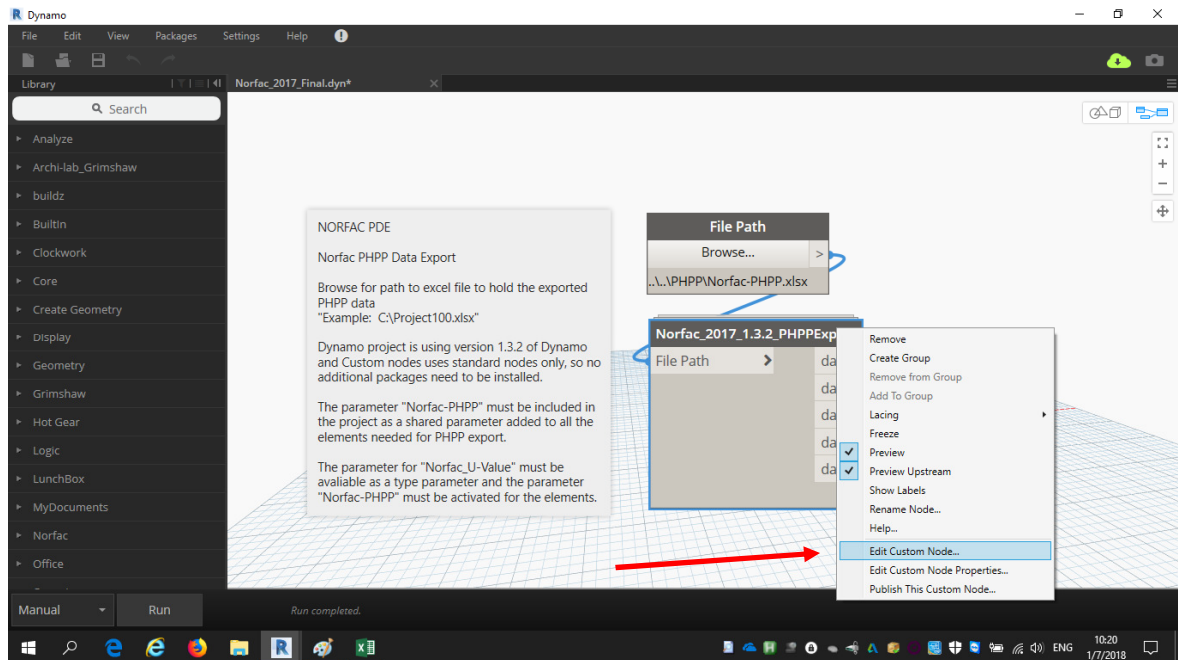 Dynamo
File Edit View Packages Settings Help
Library
Norfac_2017_Final.dyn*
Search
Analyze
Archi-lab_Grimshaw
buildz
BuiltIn
Clockwork
Core
Create Geometry
Display
Geometry
Grimshaw
Hot Gear
Logic
LunchBox
MyDocuments
Norfac
Office
NORFAC PDE
Norfac PHPP Data Export
Browse for path to excel file to hold the exported
PHPP data
"Example: C:\Project100.xlsx"
Dynamo project is using version 1.3.2 of Dynamo
and Custom nodes uses standard nodes only, so no
additional packages need to be installed.
The parameter "Norfac-PHPP" must be included in
the project as a shared parameter added to all the
elements needed for PHPP export.
The parameter for "Norfac_U-Value" must be
avaliable as a type parameter and the parameter
"Norfac-PHPP" must be activated for the elements.
File Path
Browse... >
..\..\PHPP\Norfac-PHPP.xlsx
Norfac_2017_1.3.2_PHPPExp
File Path >
da
da
da
da
da
Remove
Create Group
Remove from Group
Add To Group
Lacing
Freeze
Preview
Preview Upstream
Show Labels
Rename Node...
Help...
Edit Custom Node...
Edit Custom Node Properties...
Publish This Custom Node...
Manual Run Run completed.
ENG
10:20
1/7/2018